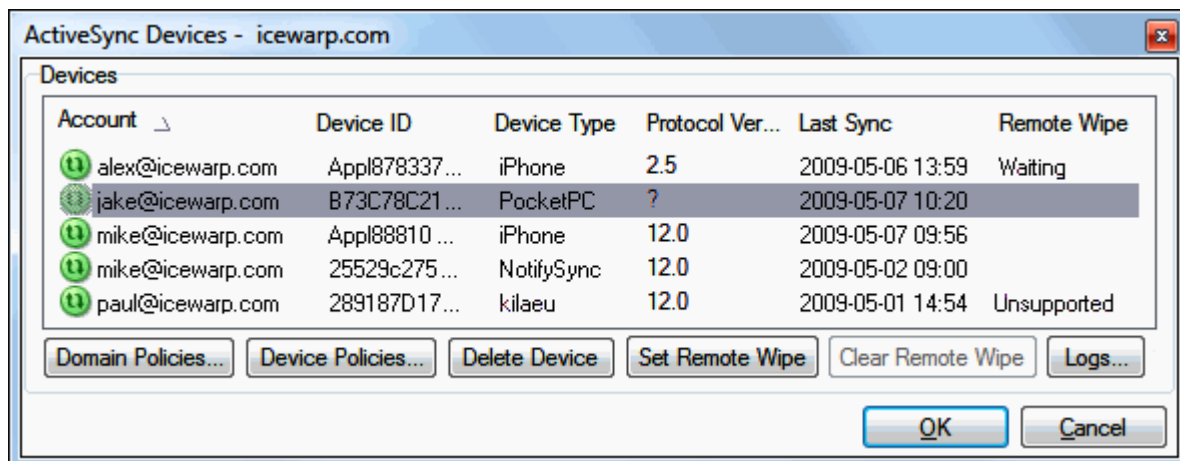 ActiveSync Devices - icewarp.com
Devices
Account Device ID Device Type Protocol Ver... Last Sync Remote Wipe
alex@icewarp.com Appl878337... iPhone 2.5 2009-05-06 13:59 Waiting
jake@icewarp.com B73C78C21... PocketPC ? 2009-05-07 10:20
mike@icewarp.com Appl88810 ... iPhone 12.0 2009-05-07 09:56
mike@icewarp.com 25529c275... NotifySync 12.0 2009-05-02 09:00
paul@icewarp.com 289187D17... kilaeu 12.0 2009-05-01 14:54 Unsupported
Domain Policies... Device Policies... Delete Device Set Remote Wipe Clear Remote Wipe Logs...
OK Cancel